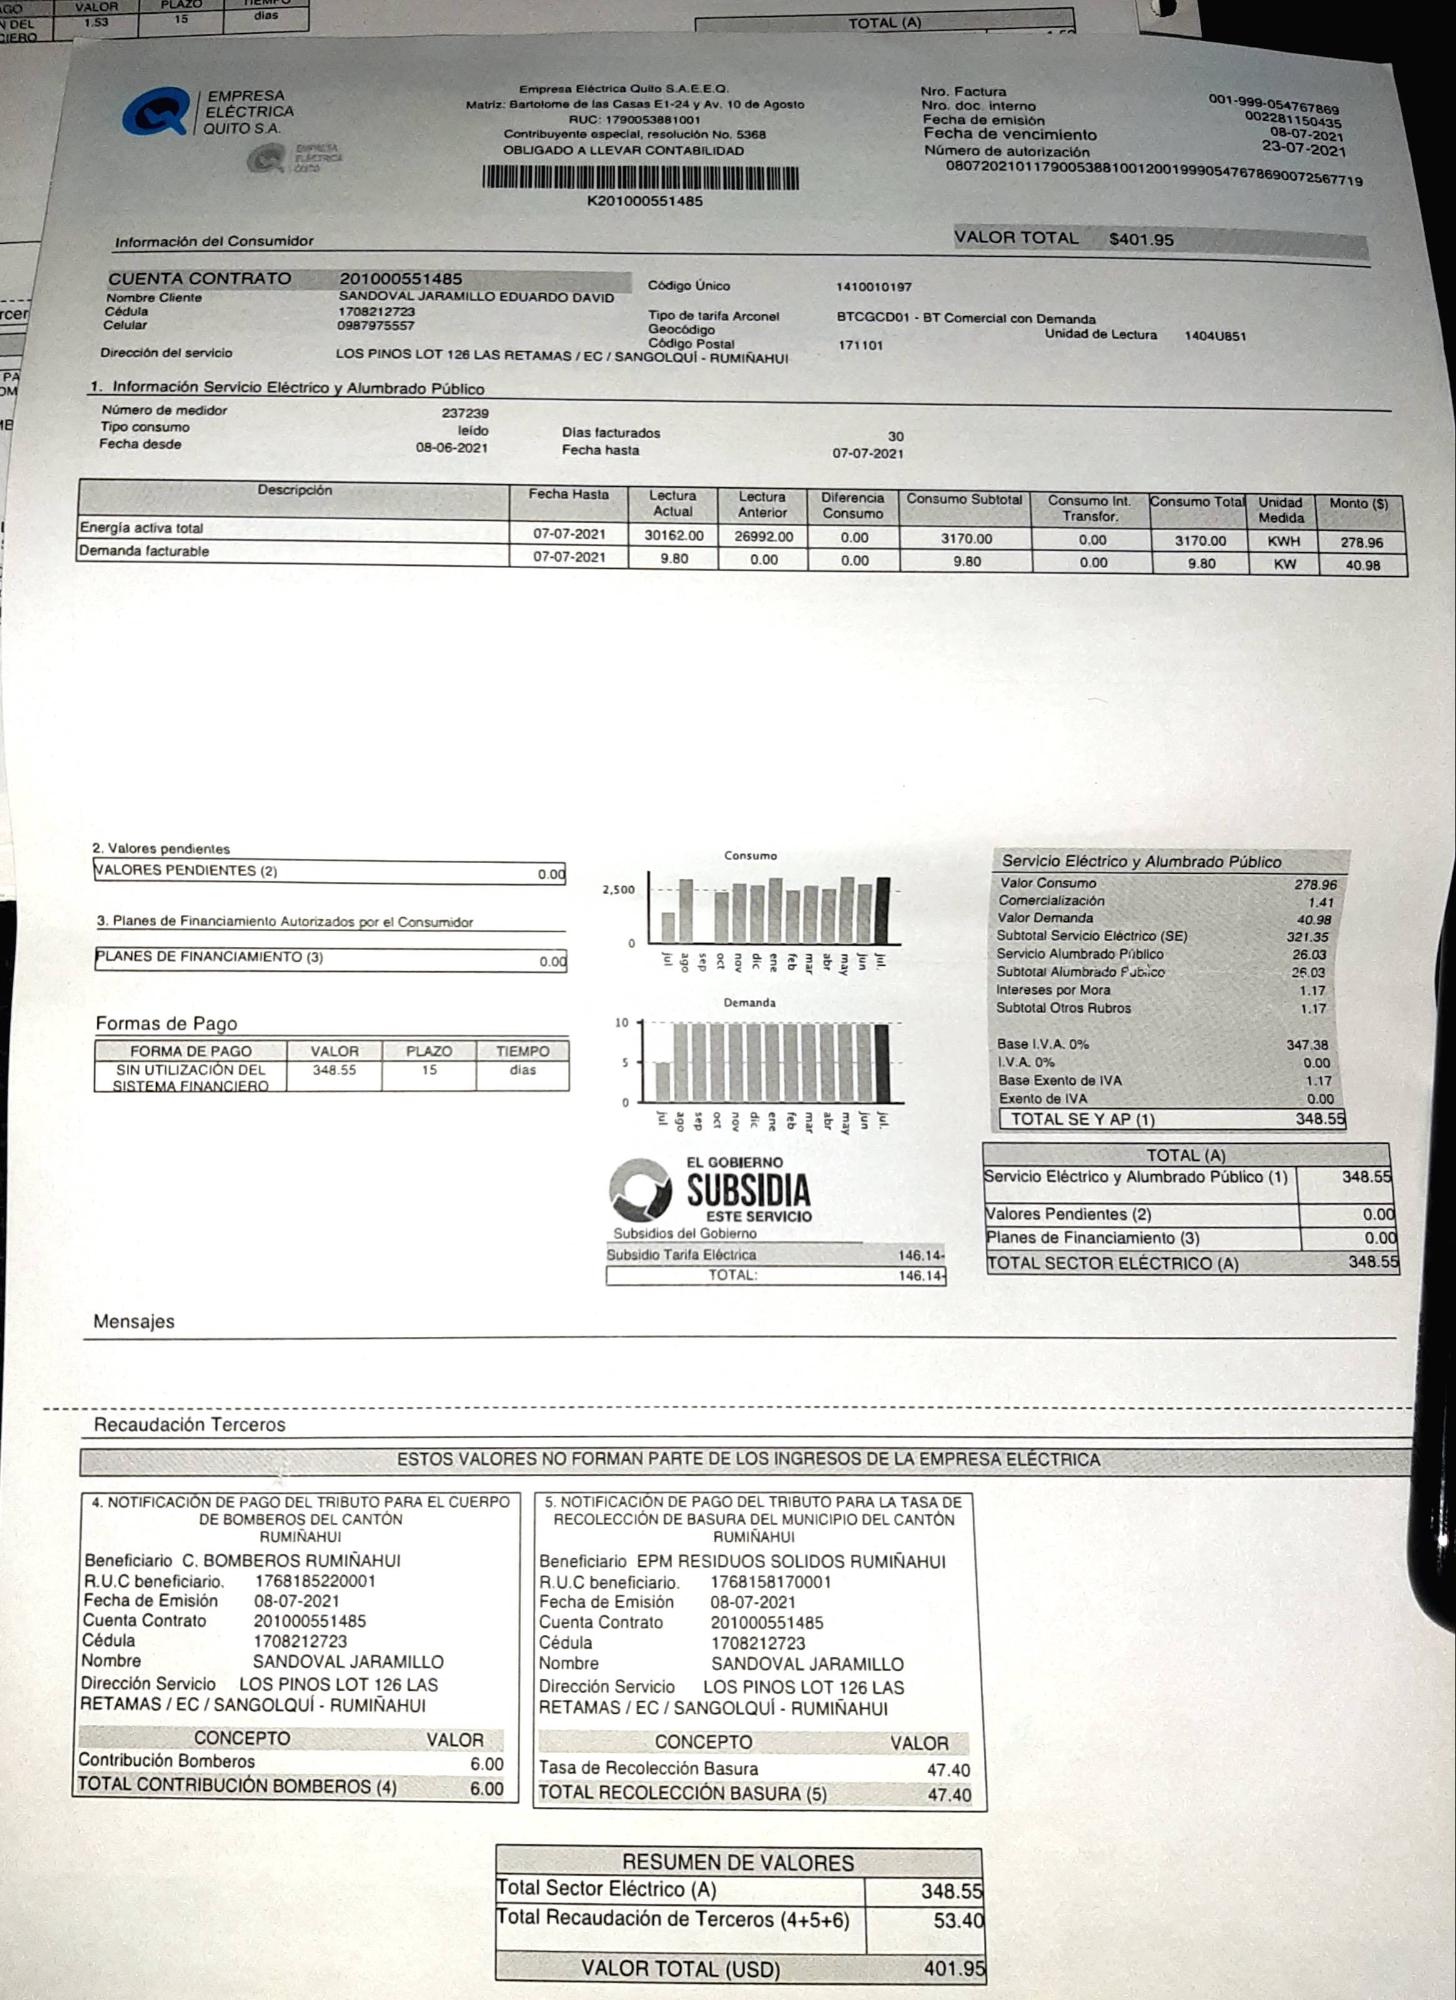 AGO VALOR PLAZO TIEMPO
N DEL 1.53 15 dias
CIERO
TOTAL (A)
EMPRESA
ELÉCTRICA
QUITO S.A.
EMPRESA
ELÉCTRICA
QUITO
Empresa Eléctrica Quito S.A.E.E.Q.
Matriz: Bartolome de las Casas E1-24 y Av. 10 de Agosto
RUC: 1790053881001
Contribuyente especial, resolución No. 5368
OBLIGADO A LLEVAR CONTABILIDAD
K201000551485
Nro. Factura 001-999-054767869
Nro. doc. interno 002281150435
Fecha de emisión 08-07-2021
Fecha de vencimiento 23-07-2021
Número de autorización
0807202101179005388100120019990547678690072567719
Información del Consumidor
VALOR TOTAL $401.95
CUENTA CONTRATO 201000551485
Nombre Cliente SANDOVAL JARAMILLO EDUARDO DAVID
Cédula 1708212723
Celular 0987975557
Dirección del servicio LOS PINOS LOT 126 LAS RETAMAS / EC / SANGOLQUÍ - RUMIÑAHUI
Código Único 1410010197
Tipo de tarifa Arconel BTCGCD01 - BT Comercial con Demanda
Geocódigo Unidad de Lectura 1404U851
Código Postal 171101
1. Información Servicio Eléctrico y Alumbrado Público
Número de medidor 237239
Tipo consumo leído Dias facturados 30
Fecha desde 08-06-2021 Fecha hasta 07-07-2021
Descripción Fecha Hasta Lectura Actual Lectura Anterior Diferencia Consumo Consumo Subtotal Consumo Int. Transfor. Consumo Total Unidad Medida Monto ($)
Energía activa total 07-07-2021 30162.00 26992.00 0.00 3170.00 0.00 3170.00 KWH 278.96
Demanda facturable 07-07-2021 9.80 0.00 0.00 9.80 0.00 9.80 KW 40.98
2. Valores pendientes
VALORES PENDIENTES (2) 0.00
3. Planes de Financiamiento Autorizados por el Consumidor
PLANES DE FINANCIAMIENTO (3) 0.00
Formas de Pago
FORMA DE PAGO VALOR PLAZO TIEMPO
SIN UTILIZACIÓN DEL 348.55 15 dias
SISTEMA FINANCIERO
Consumo
2,500
0
jul ago sep oct nov dic ene feb mar abr may jun jul.
Demanda
10
5
0
jul ago sep oct nov dic ene feb mar abr may jun jul.
EL GOBIERNO
SUBSIDIA
ESTE SERVICIO
Subsidios del Gobierno
Subsidio Tarifa Eléctrica 146.14-
TOTAL: 146.14-
Servicio Eléctrico y Alumbrado Público
Valor Consumo 278.96
Comercialización 1.41
Valor Demanda 40.98
Subtotal Servicio Eléctrico (SE) 321.35
Servicio Alumbrado Público 26.03
Subtotal Alumbrado Público 26.03
Intereses por Mora 1.17
Subtotal Otros Rubros 1.17
Base I.V.A. 0% 347.38
I.V.A. 0% 0.00
Base Exento de IVA 1.17
Exento de IVA 0.00
TOTAL SE Y AP (1) 348.55
TOTAL (A)
Servicio Eléctrico y Alumbrado Público (1) 348.55
Valores Pendientes (2) 0.00
Planes de Financiamiento (3) 0.00
TOTAL SECTOR ELÉCTRICO (A) 348.55
Mensajes
Recaudación Terceros
ESTOS VALORES NO FORMAN PARTE DE LOS INGRESOS DE LA EMPRESA ELÉCTRICA
4. NOTIFICACIÓN DE PAGO DEL TRIBUTO PARA EL CUERPO
DE BOMBEROS DEL CANTÓN
RUMIÑAHUI
Beneficiario C. BOMBEROS RUMIÑAHUI
R.U.C beneficiario. 1768185220001
Fecha de Emisión 08-07-2021
Cuenta Contrato 201000551485
Cédula 1708212723
Nombre SANDOVAL JARAMILLO
Dirección Servicio LOS PINOS LOT 126 LAS
RETAMAS / EC / SANGOLQUÍ - RUMIÑAHUI
CONCEPTO VALOR
Contribución Bomberos 6.00
TOTAL CONTRIBUCIÓN BOMBEROS (4) 6.00
5. NOTIFICACIÓN DE PAGO DEL TRIBUTO PARA LA TASA DE
RECOLECCIÓN DE BASURA DEL MUNICIPIO DEL CANTÓN
RUMIÑAHUI
Beneficiario EPM RESIDUOS SOLIDOS RUMIÑAHUI
R.U.C beneficiario. 1768158170001
Fecha de Emisión 08-07-2021
Cuenta Contrato 201000551485
Cédula 1708212723
Nombre SANDOVAL JARAMILLO
Dirección Servicio LOS PINOS LOT 126 LAS
RETAMAS / EC / SANGOLQUÍ - RUMIÑAHUI
CONCEPTO VALOR
Tasa de Recolección Basura 47.40
TOTAL RECOLECCIÓN BASURA (5) 47.40
RESUMEN DE VALORES
Total Sector Eléctrico (A) 348.55
Total Recaudación de Terceros (4+5+6) 53.40
VALOR TOTAL (USD) 401.95